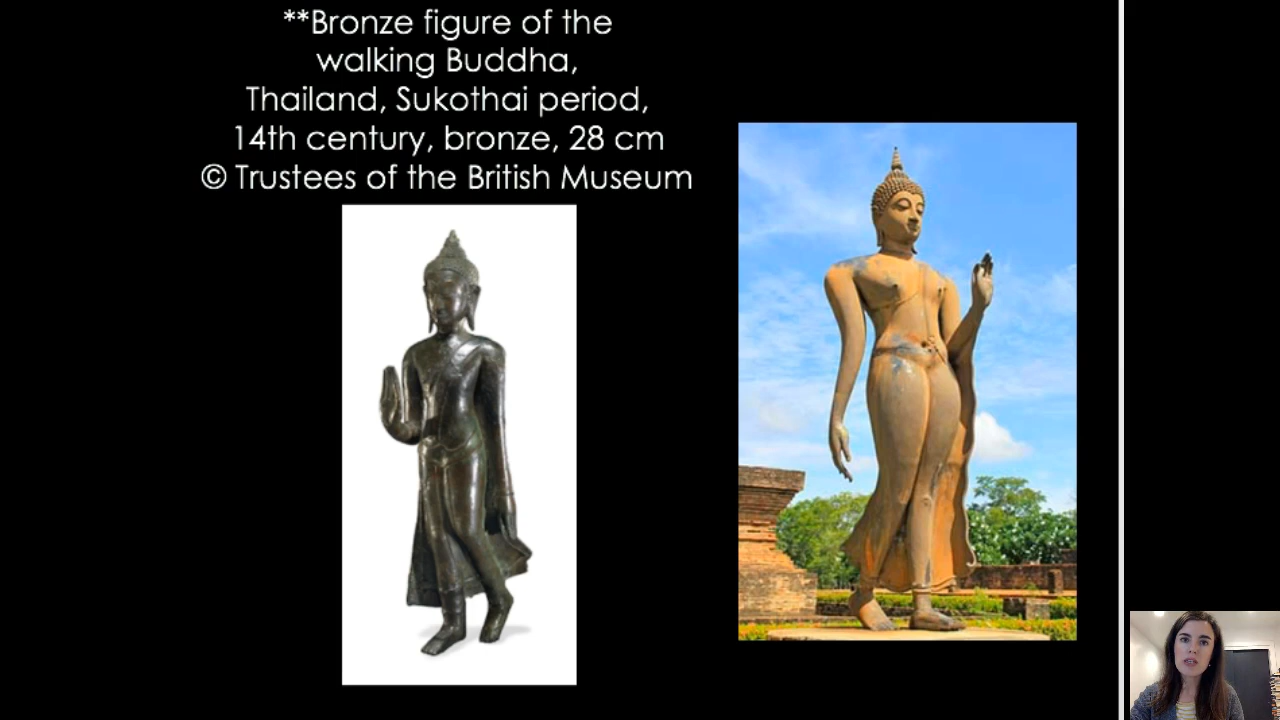 **Bronze figure of the
walking Buddha,
Thailand, Sukothai period,
14th century, bronze, 28 cm
© Trustees of the British Museum